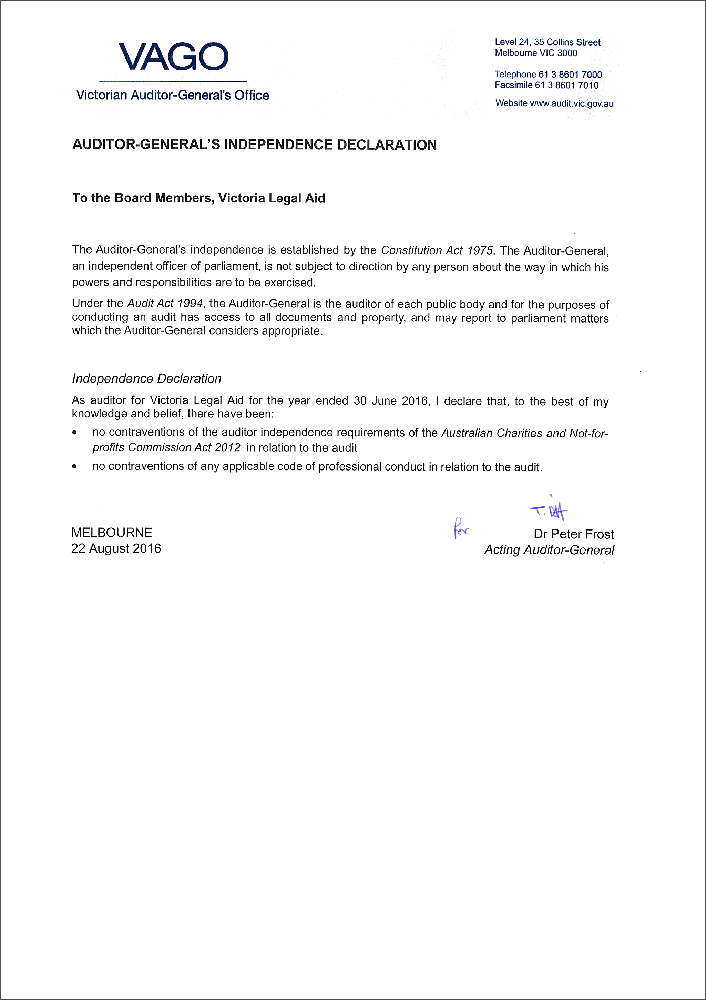 VAGO
Victorian Auditor-General's Office
Level 24, 35 Collins Street
Melbourne VIC 3000
Telephone 61 3 8601 7000
Facsimile 61 3 8601 7010
Website www.audit.vic.gov.au
AUDITOR-GENERAL'S INDEPENDENCE DECLARATION
To the Board Members, Victoria Legal Aid
The Auditor-General's independence is established by the Constitution Act 1975. The Auditor-General,
an independent officer of parliament, is not subject to direction by any person about the way in which his
powers and responsibilities are to be exercised.
Under the Audit Act 1994, the Auditor-General is the auditor of each public body and for the purposes of
conducting an audit has access to all documents and property, and may report to parliament matters
which the Auditor-General considers appropriate.
Independence Declaration
As auditor for Victoria Legal Aid for the year ended 30 June 2016, I declare that, to the best of my
knowledge and belief, there have been:
• no contraventions of the auditor independence requirements of the Australian Charities and Not-for-
profits Commission Act 2012 in relation to the audit
• no contraventions of any applicable code of professional conduct in relation to the audit.
MELBOURNE
22 August 2016
for
Dr Peter Frost
Acting Auditor-General